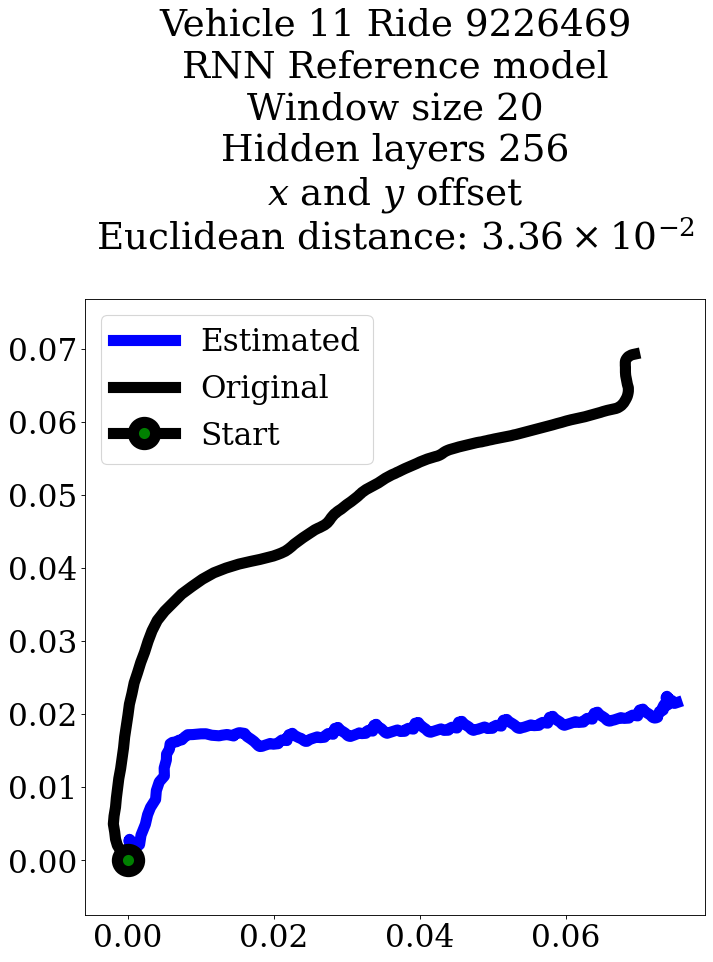 Vehicle 11 Ride 9226469
RNN Reference model
Window size 20
Hidden layers 256
x and y offset
Euclidean distance: 3.36 × 10⁻²
Estimated
Original
Start
0.07
0.06
0.05
0.04
0.03
0.02
0.01
0.00
0.00 0.02 0.04 0.06